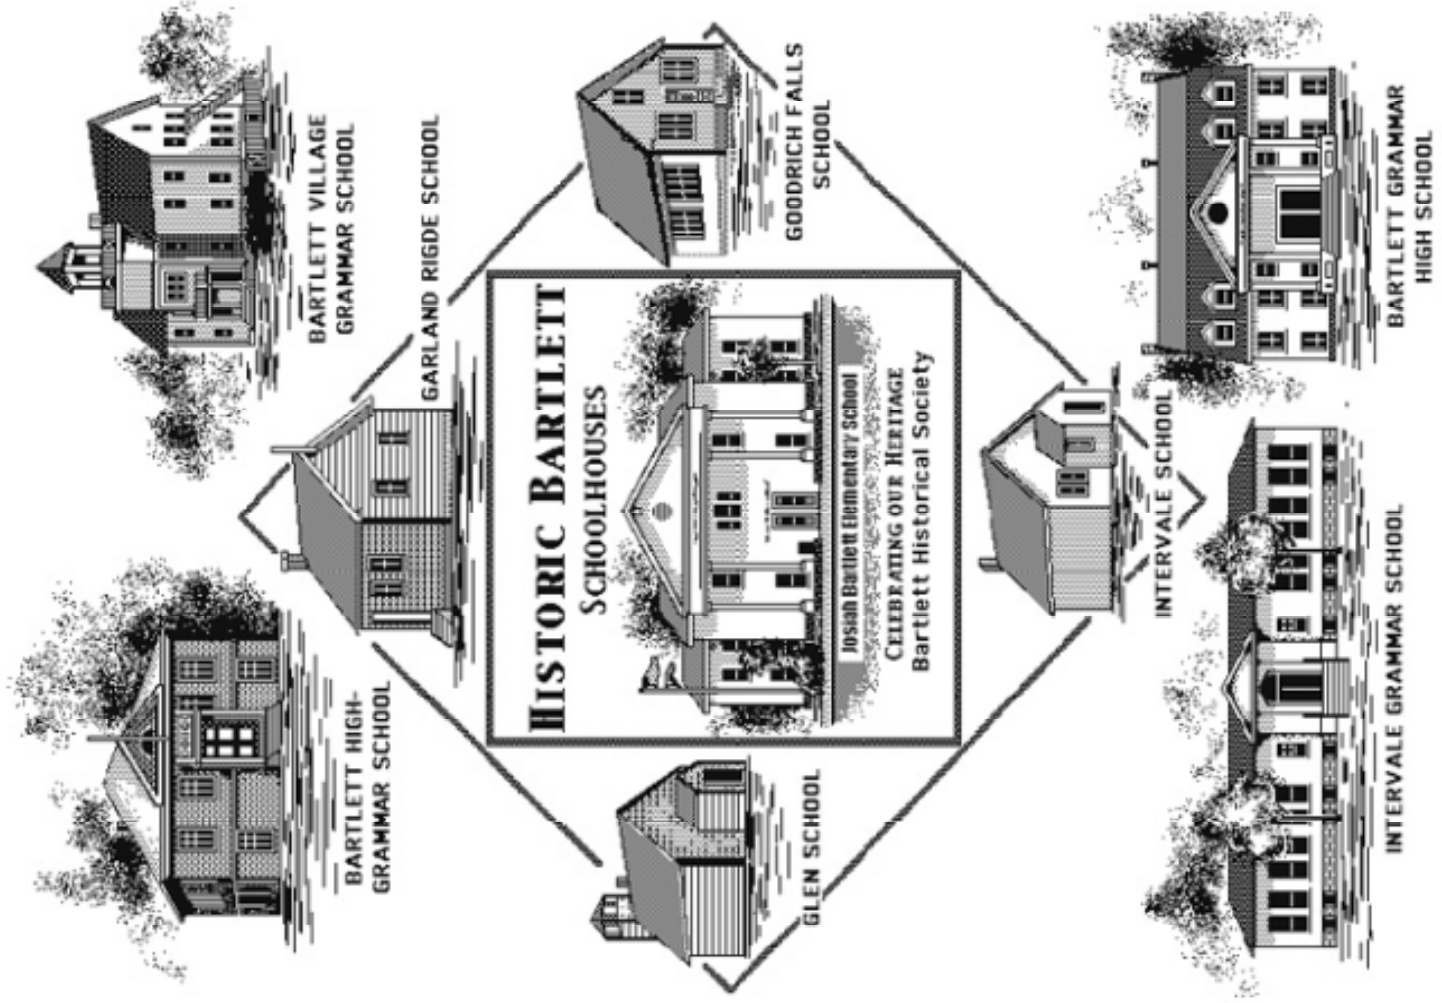 BARTLETT HIGH-
GRAMMAR SCHOOL
BARTLETT VILLAGE
GRAMMAR SCHOOL
GARLAND RIGDE SCHOOL
HISTORIC BARTLETT
SCHOOLHOUSES
Josiah Bartlett Elementary School
CELEBRATING OUR HERITAGE
Bartlett Historical Society
GLEN SCHOOL
GOODRICH FALLS
SCHOOL
INTERVALE SCHOOL
INTERVALE GRAMMAR SCHOOL
BARTLETT GRAMMAR
HIGH SCHOOL